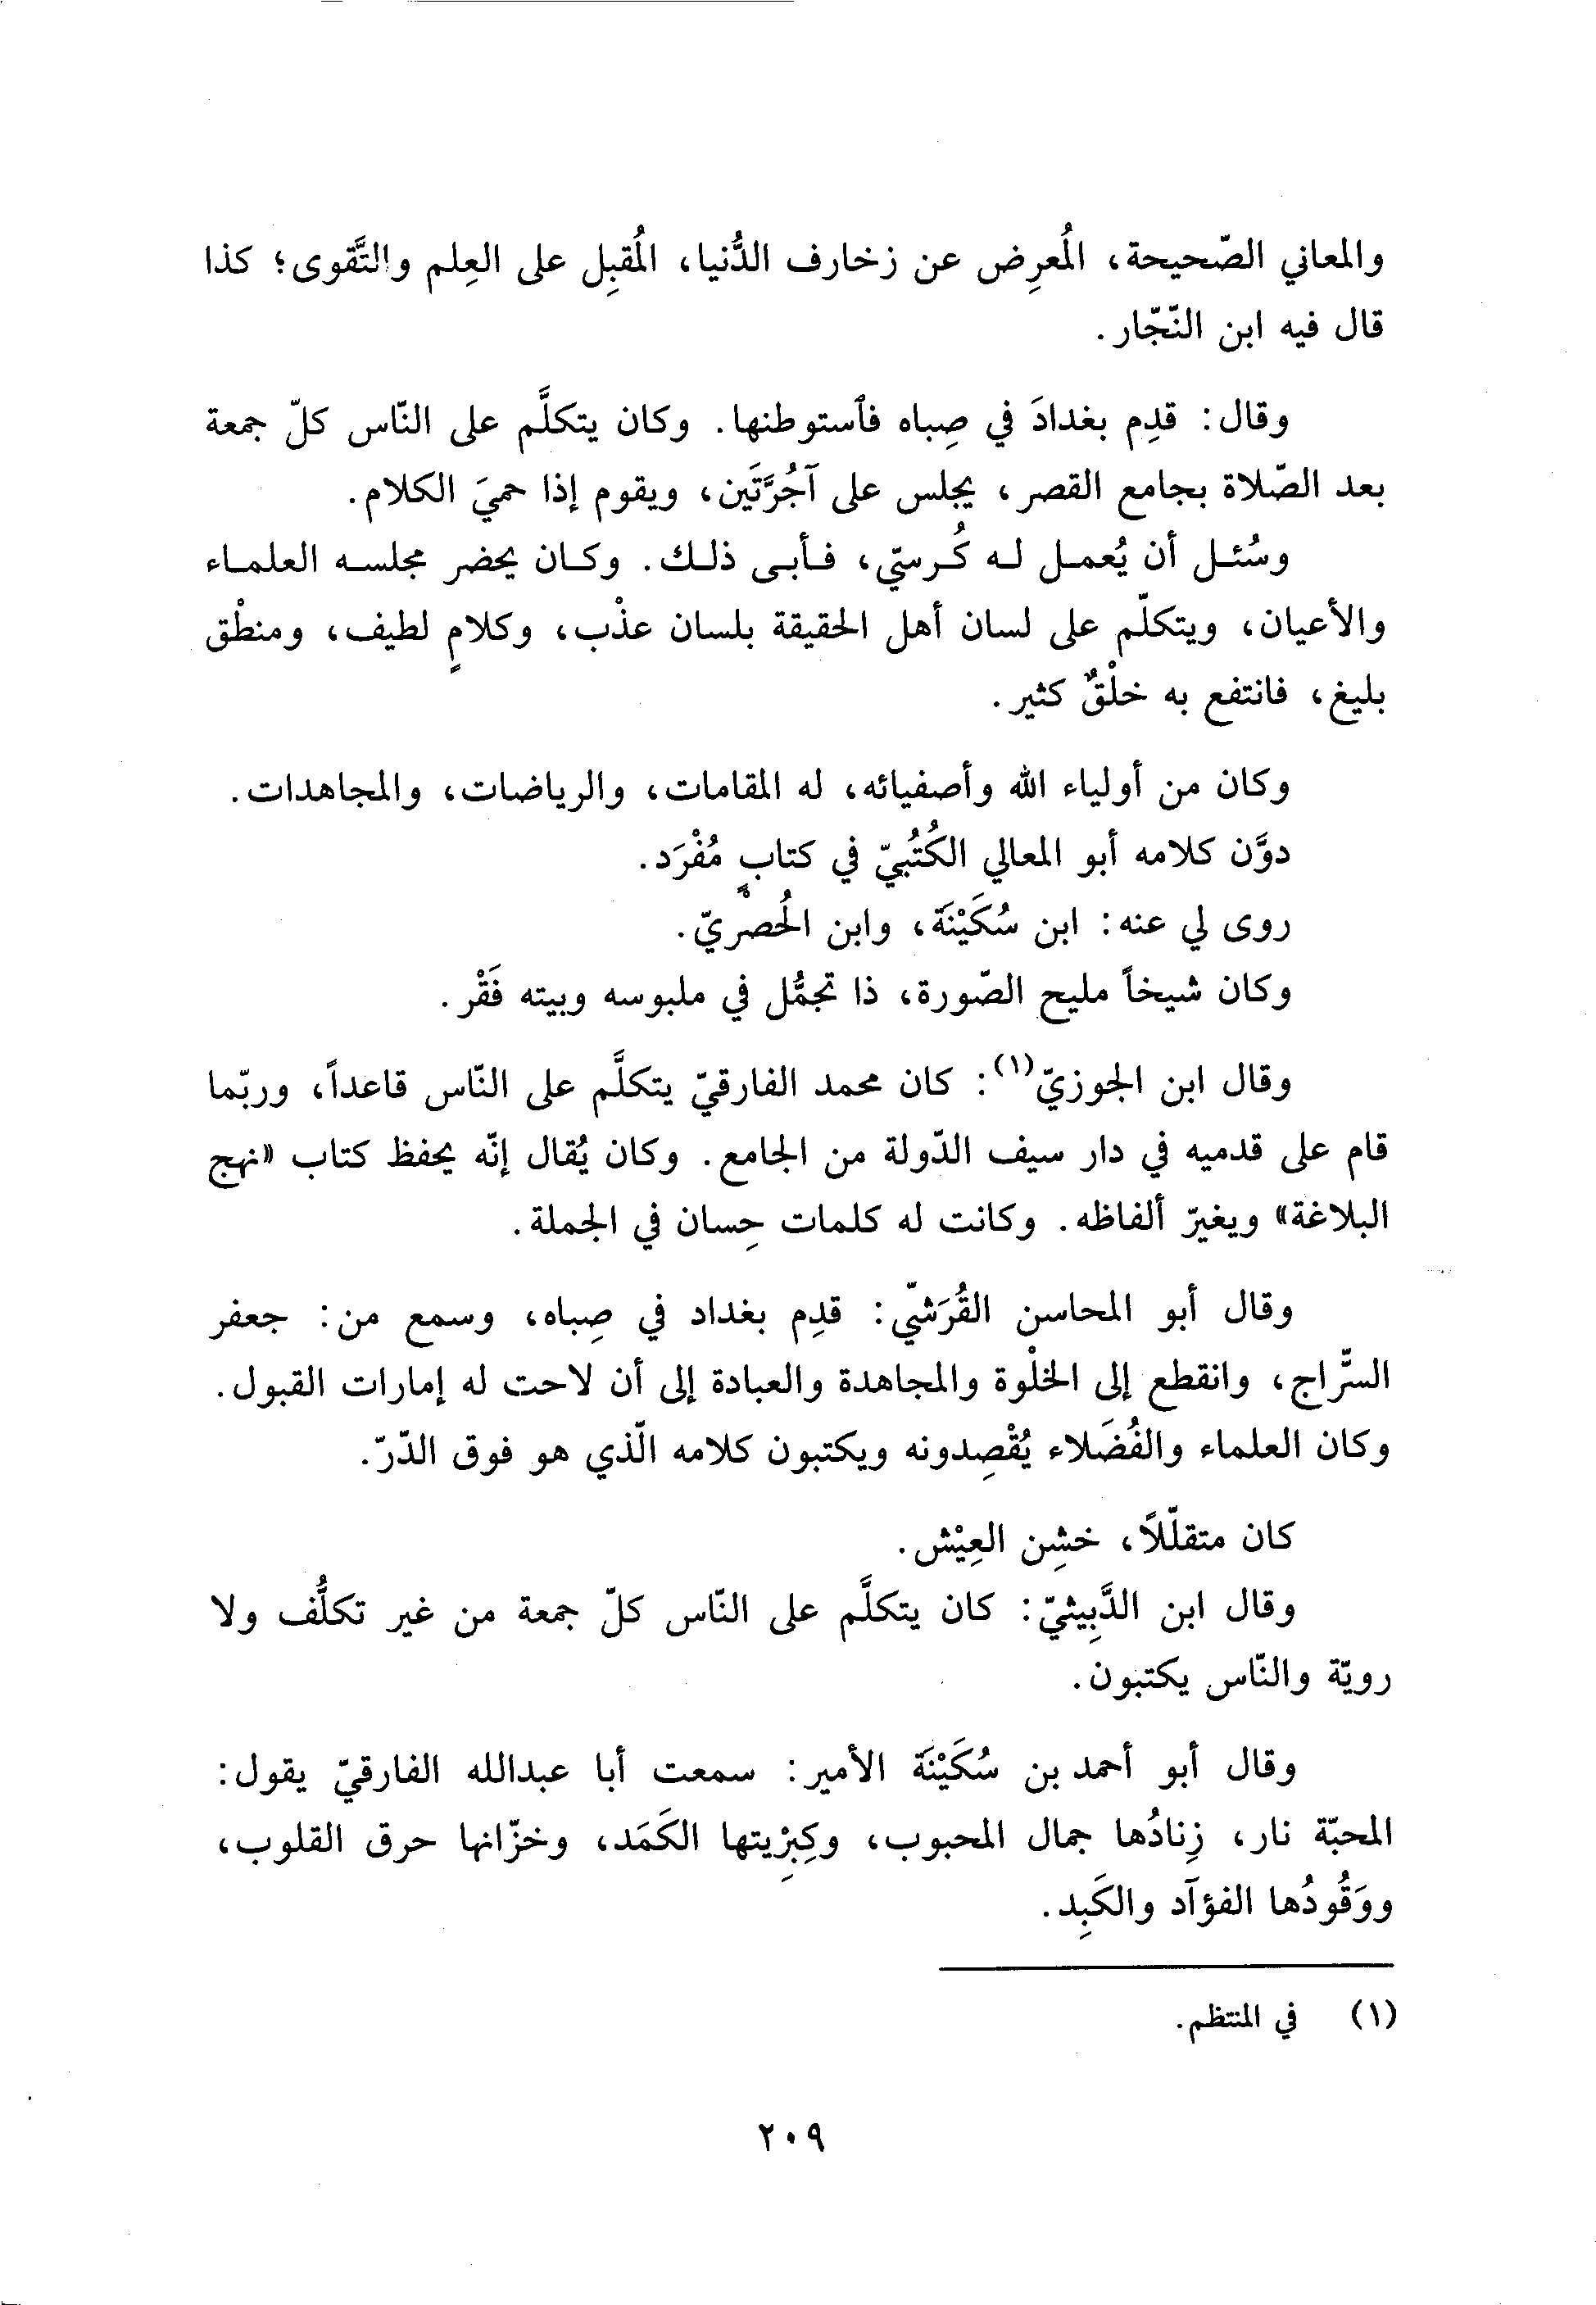 والمعاني الصّحيحة، المُعرِض عن زخارف الدُّنيا، المُقبِل على العِلم والتَّقوى؛ كذا
قال فيه ابن النّجّار.
وقال: قدِم بغدادَ في صِباه فٱستوطنها. وكان يتكلَّم على النّاس كلّ جمعة
بعد الصّلاة بجامع القصر، يجلس على آجُرَّتَين، ويقوم إذا حميَ الكلام.
وسُئل أن يُعمل له كُرسيّ، فأبى ذلك. وكان يحضر مجلسه العلماء
والأعيان، ويتكلّم على لسان أهل الحقيقة بلسان عذْب، وكلامٍ لطيف، ومنطْق
بليغ، فانتفع به خلْقٌ كثير.
وكان من أولياء الله وأصفيائه، له المقامات، والرياضات، والمجاهدات.
دوَّن كلامه أبو المعالي الكُتُبيّ في كتابٍ مُفْرَد.
روى لي عنه: ابن سُكَيْنَة، وابن الحُصْريّ.
وكان شيخاً مليح الصّورة، ذا تجمُّل في ملبوسه وبيته فَقْر.
وقال ابن الجوزيّ(١): كان محمد الفارقيّ يتكلَّم على النّاس قاعداً، وربّما
قام على قدميه في دار سيف الدّولة من الجامع. وكان يُقال إنّه يحفظ كتاب «نهج
البلاغة» ويغيرّ ألفاظه. وكانت له كلمات حِسان في الجملة.
وقال أبو المحاسن القُرَشيّ: قدِم بغداد في صِباه، وسمع من: جعفر
السرَّاج، وانقطع إلى الخلْوة والمجاهدة والعبادة إلى أن لاحت له إمارات القبول.
وكان العلماء والفُضَلاء يُقْصِدونه ويكتبون كلامه الّذي هو فوق الدّرّ.
كان متقلّلاً، خشِن العِيْش.
وقال ابن الدَّبِيثيّ: كان يتكلَّم على النّاس كلّ جمعة من غير تكلُّف ولا
رويّة والنّاس يكتبون.
وقال أبو أحمد بن سُكَيْنَة الأمير: سمعت أبا عبدالله الفارقيّ يقول:
المحبّة نار، زِنادُها جمال المحبوب، وكِبرْيتها الكَمَد، وخزّانها حرق القلوب،
ووَقُودُها الفؤآد والكَبِد.
(١) في المنتظم.
٢٠٩